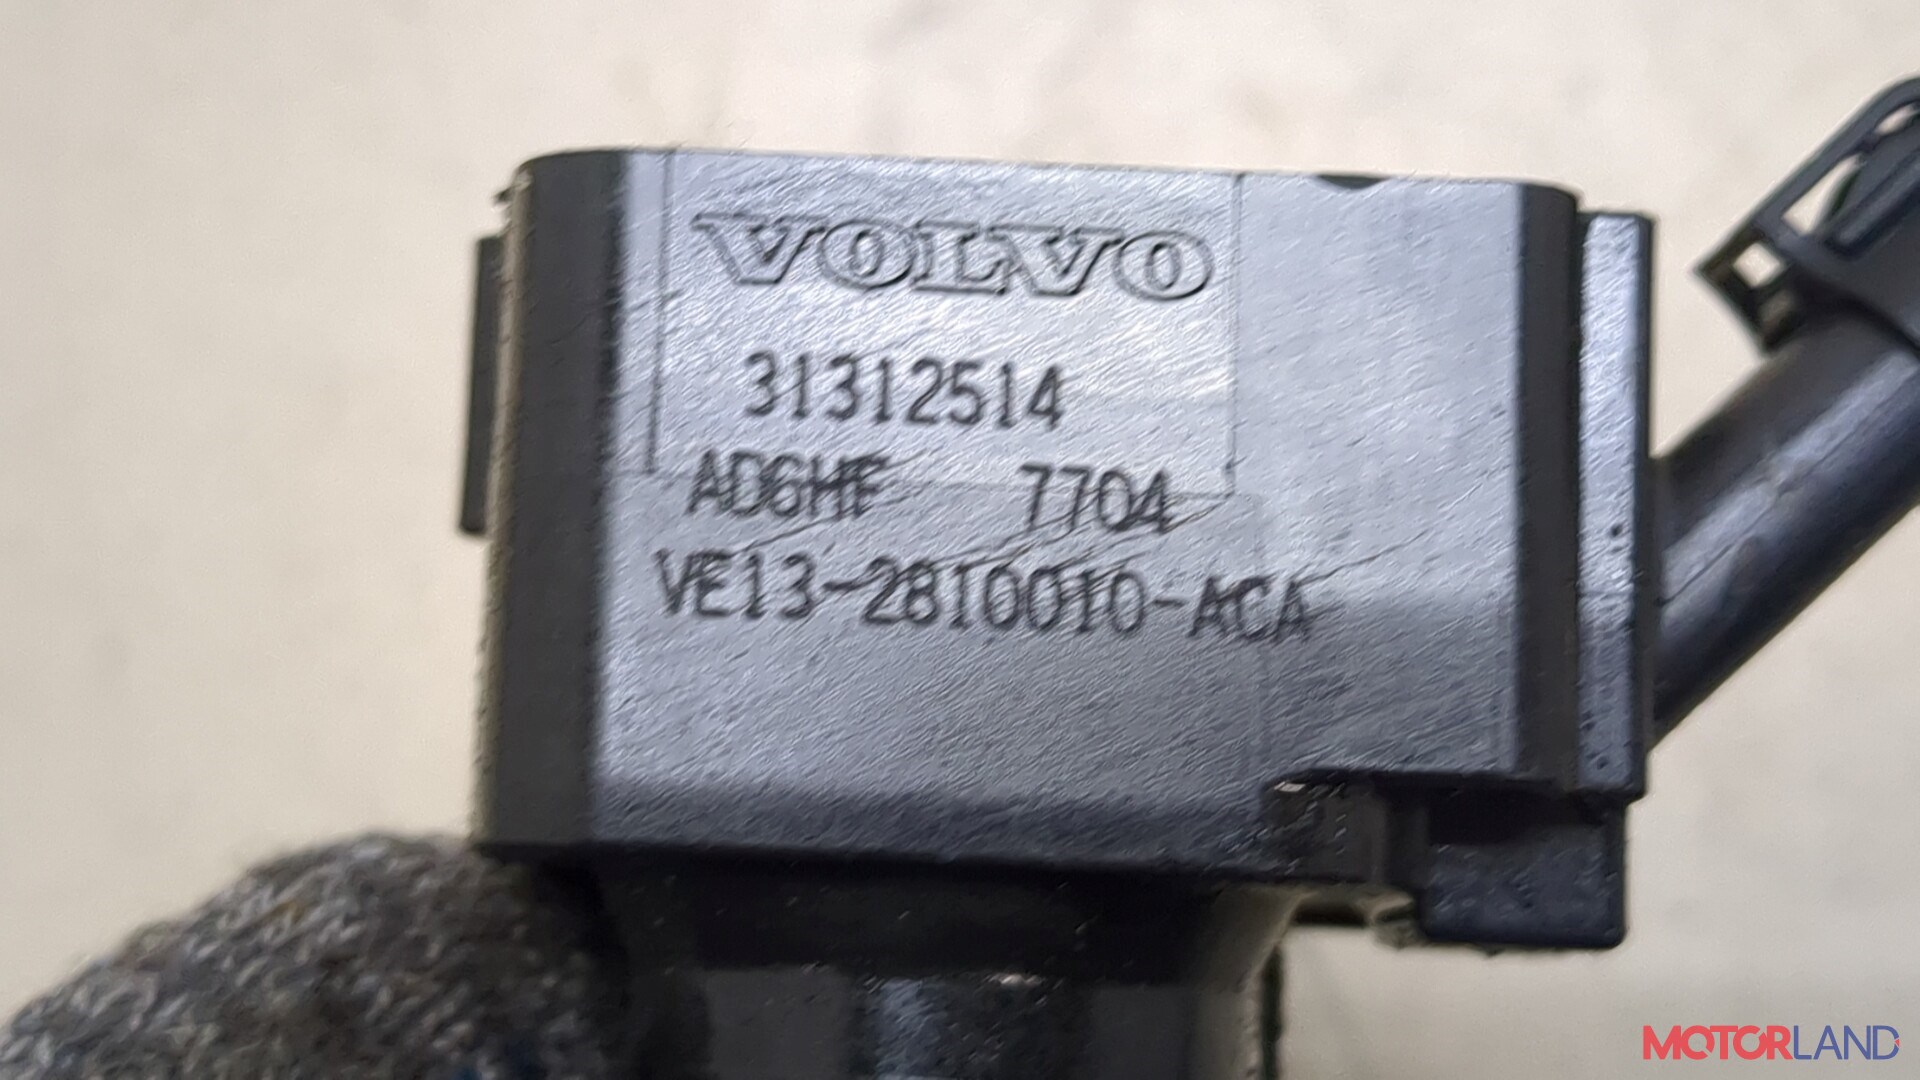 VOLVO
31312514
AD6HF 7704
VE13-2810010-ACA
MOTORLAND